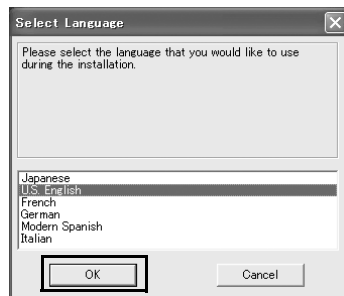 Select Language
Please select the language that you would like to use
during the installation.
Japanese
U.S. English
French
German
Modern Spanish
Italian
OK
Cancel